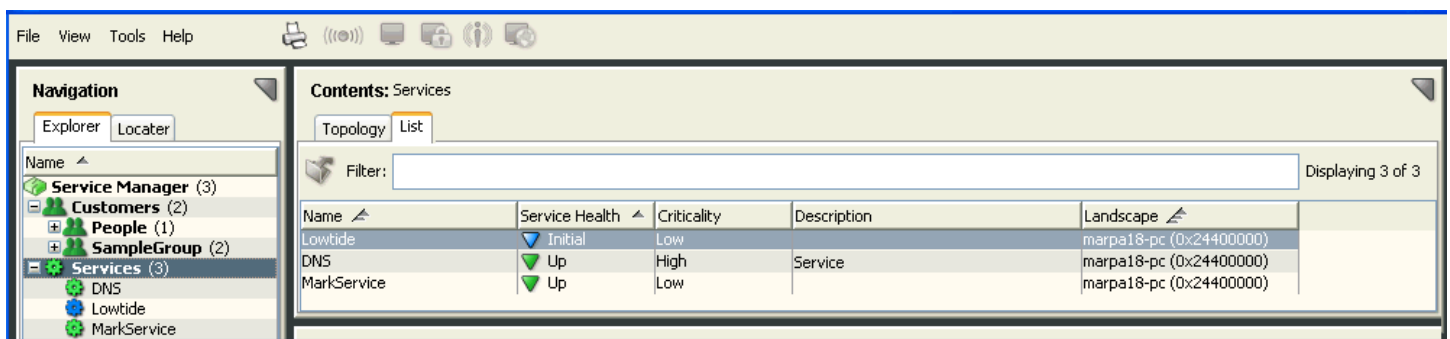 File View Tools Help
Navigation
Explorer Locater
Name
Service Manager (3)
Customers (2)
People (1)
SampleGroup (2)
Services (3)
DNS
Lowtide
MarkService
Contents: Services
Topology List
Filter: Displaying 3 of 3
Name Service Health Criticality Description Landscape
Lowtide Initial Low marpa18-pc (0x24400000)
DNS Up High Service marpa18-pc (0x24400000)
MarkService Up Low marpa18-pc (0x24400000)